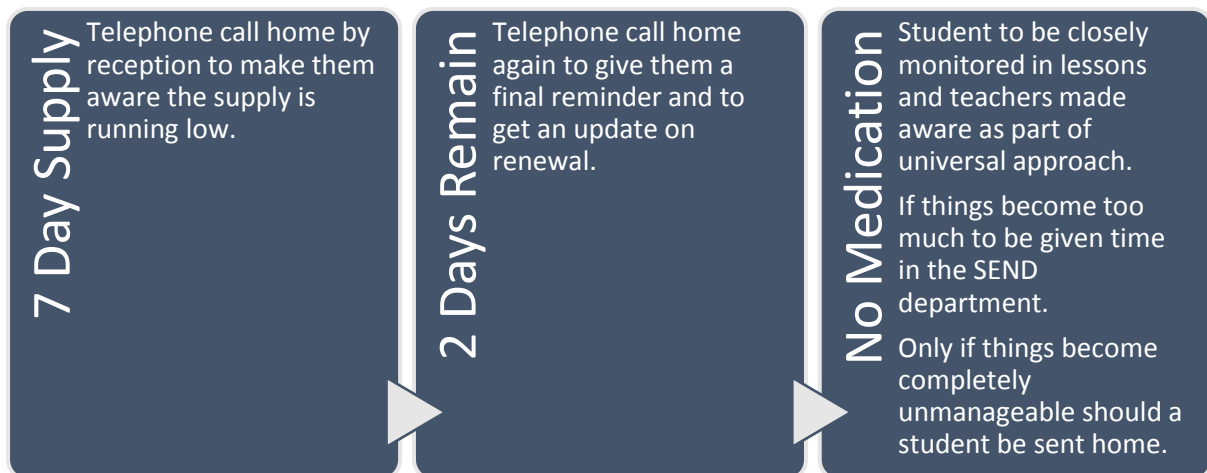 7 Day Supply
Telephone call home by
reception to make them
aware the supply is
running low.
2 Days Remain
Telephone call home
again to give them a
final reminder and to
get an update on
renewal.
No Medication
Student to be closely
monitored in lessons
and teachers made
aware as part of
universal approach.
If things become too
much to be given time
in the SEND
department.
Only if things become
completely
unmanageable should a
student be sent home.